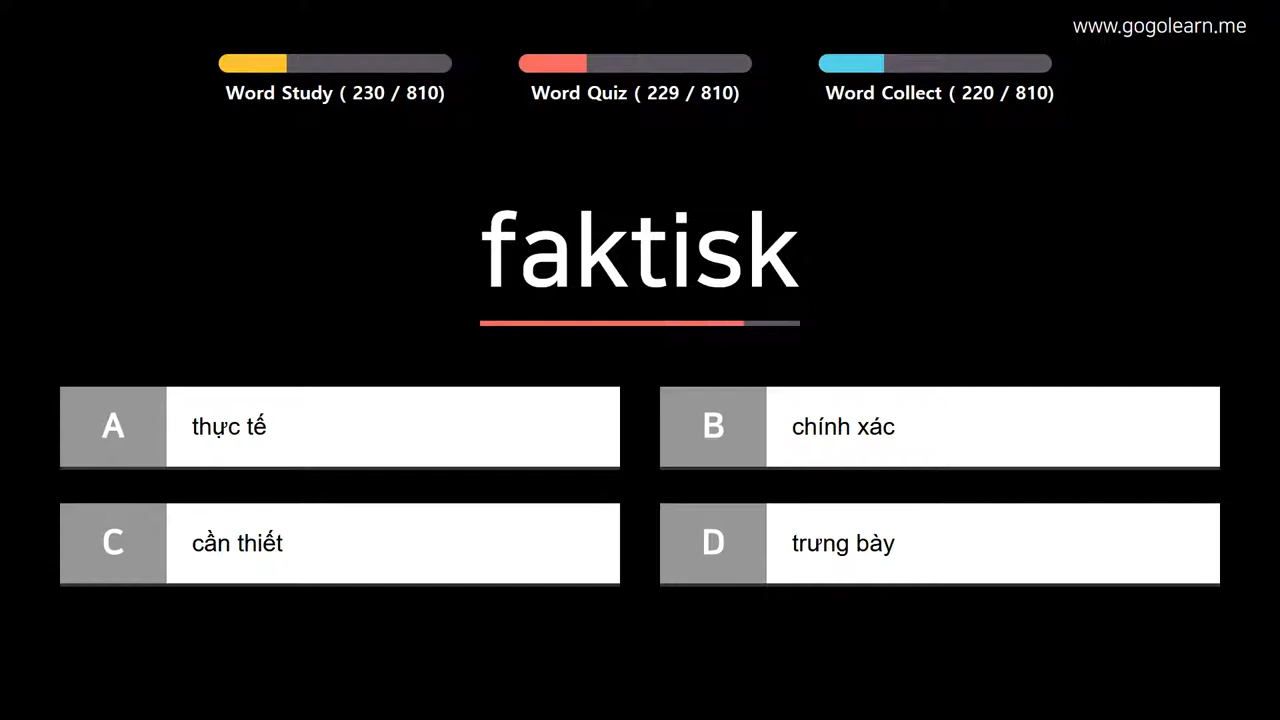 www.gogolearn.me
Word Study ( 230 / 810)
Word Quiz ( 229 / 810)
Word Collect ( 220 / 810)
faktisk
A thực tế
B chính xác
C cần thiết
D trưng bày